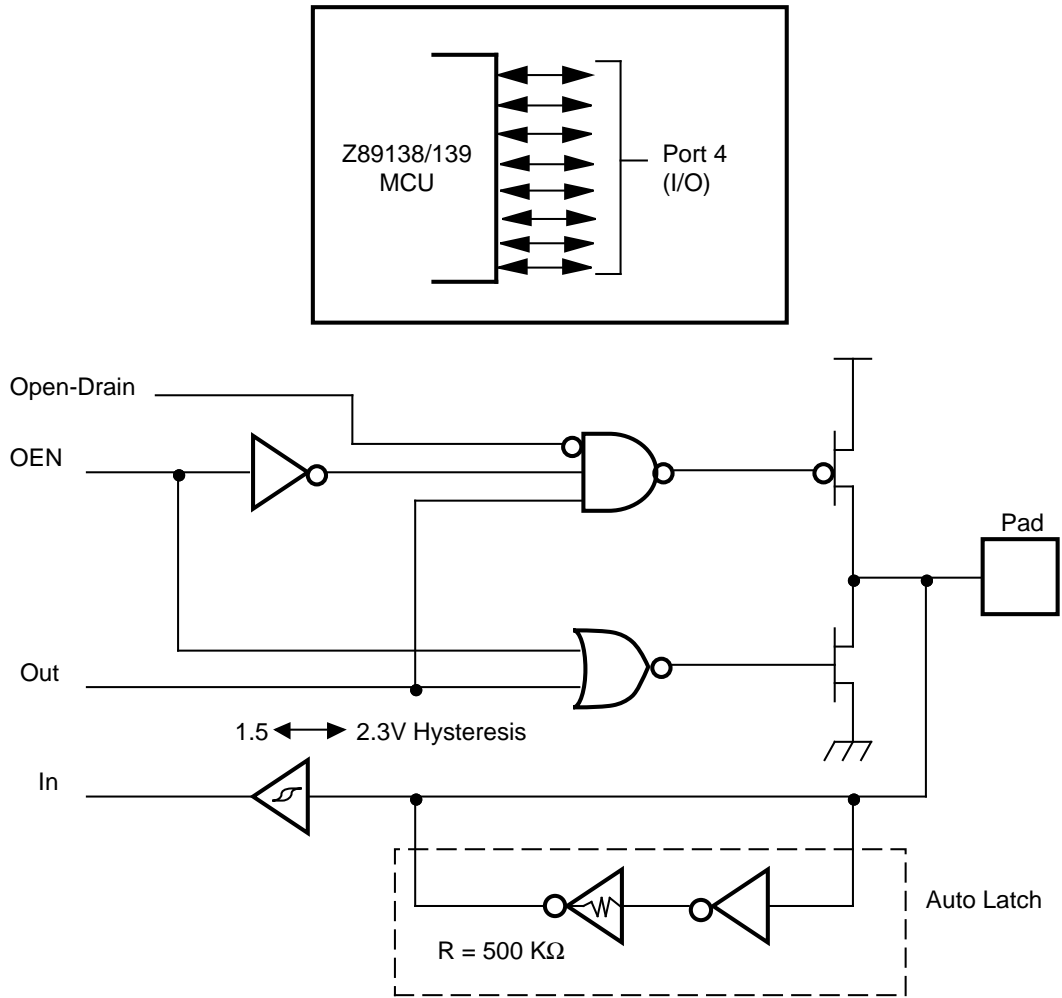 Z89138/139
MCU
Port 4
(I/O)
Open-Drain
OEN
Pad
Out
1.5
2.3V Hysteresis
In
Auto Latch
R = 500 KΩ